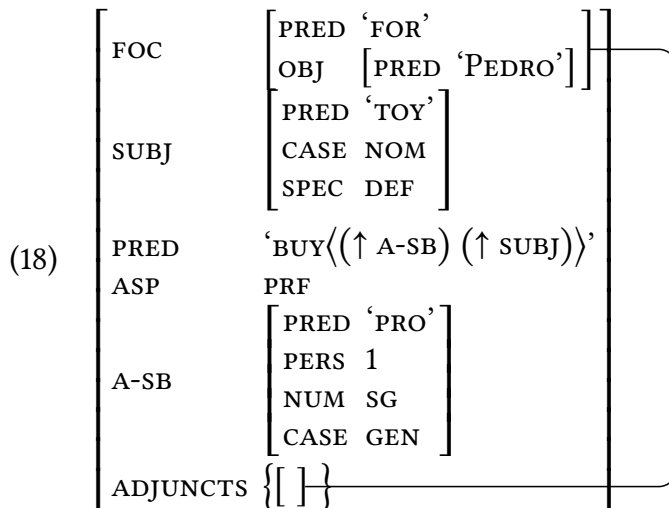 FOC [PRED ‘FOR’
OBJ [PRED ‘PEDRO’]]
SUBJ [PRED ‘TOY’
CASE NOM
SPEC DEF]
(18) PRED ‘BUY⟨(↑ A-SB) (↑ SUBJ)⟩’
ASP PRF
A-SB [PRED ‘PRO’
PERS 1
NUM SG
CASE GEN]
ADJUNCTS {[ ]}